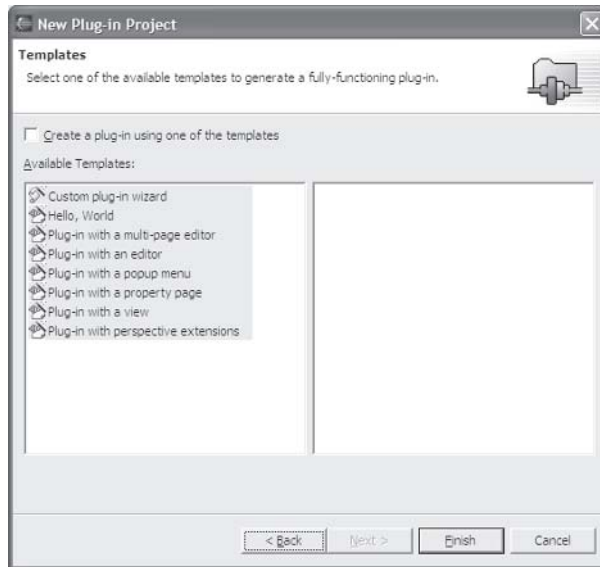 New Plug-in Project
Templates
Select one of the available templates to generate a fully-functioning plug-in.
Create a plug-in using one of the templates
Available Templates:
Custom plug-in wizard
Hello, World
Plug-in with a multi-page editor
Plug-in with an editor
Plug-in with a popup menu
Plug-in with a property page
Plug-in with a view
Plug-in with perspective extensions
< Back Next > Finish Cancel